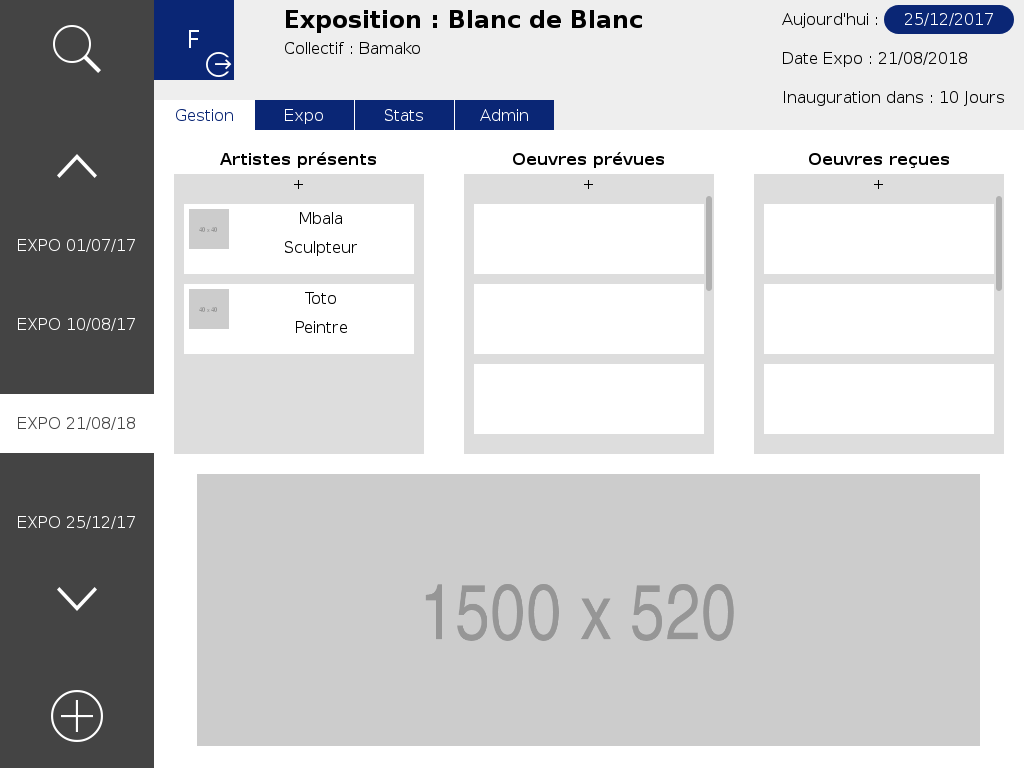 F
Exposition : Blanc de Blanc
Collectif : Bamako
Aujourd'hui : 25/12/2017
Date Expo : 21/08/2018
Inauguration dans : 10 Jours
Gestion Expo Stats Admin
EXPO 01/07/17
EXPO 10/08/17
EXPO 21/08/18
EXPO 25/12/17
Artistes présents
+
40 x 40
Mbala
Sculpteur
40 x 40
Toto
Peintre
Oeuvres prévues
+
Oeuvres reçues
+
1500 x 520